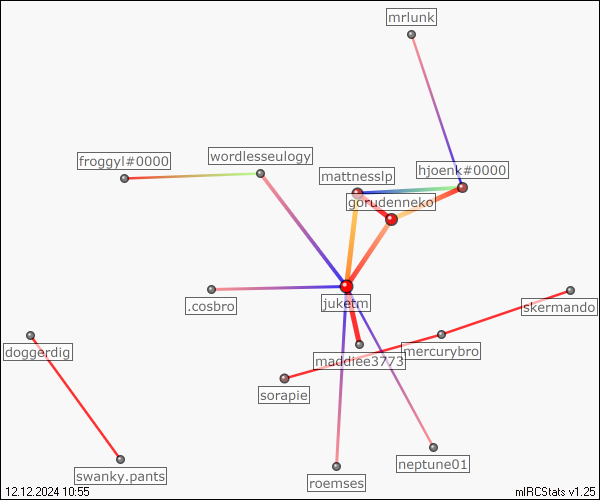 mrlunk
froggyl#0000
wordlesseulogy
mattnesslp
hjoenk#0000
gorudenneko
.cosbro
juketm
skermando
doggerdig
maddiee3773
mercurybro
sorapie
swanky.pants
roemses
neptune01
12.12.2024 10:55
mIRCStats v1.25